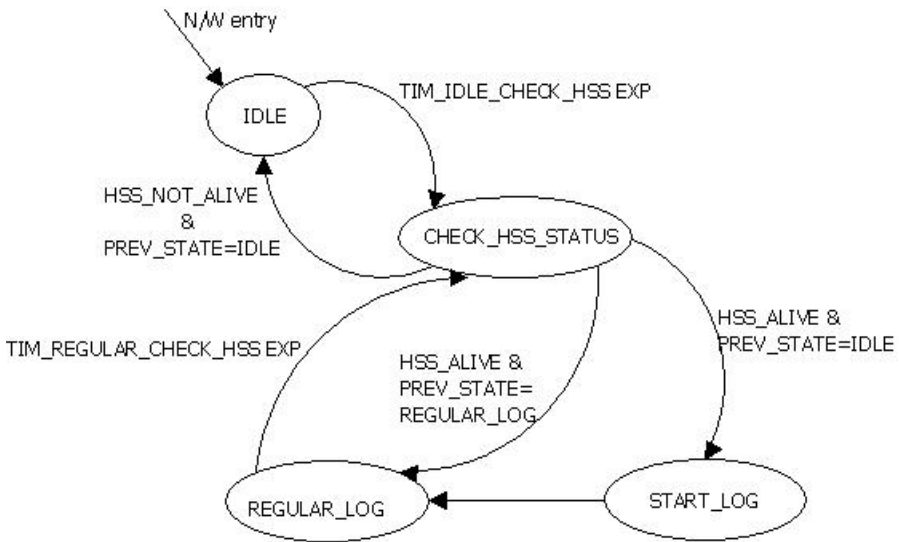 N/W entry
IDLE
TIM_IDLE_CHECK_HSS EXP
HSS_NOT_ALIVE
&
PREV_STATE=IDLE
CHECK_HSS_STATUS
HSS_ALIVE &
PREV_STATE=IDLE
TIM_REGULAR_CHECK_HSS EXP
HSS_ALIVE &
PREV_STATE=
REGULAR_LOG
REGULAR_LOG
START_LOG